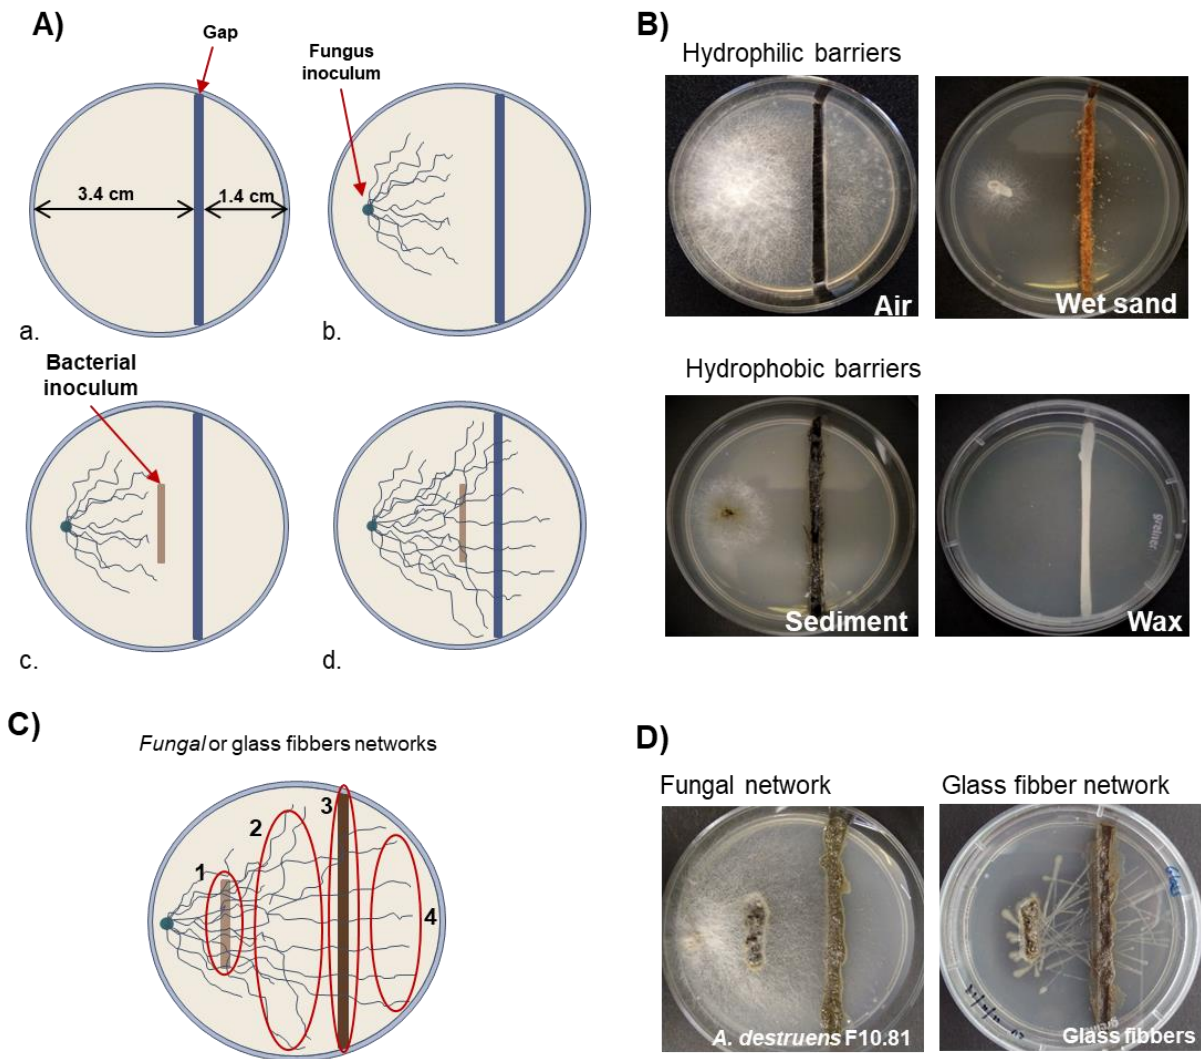 A)
Gap
Fungus
inoculum
3.4 cm
1.4 cm
a.
b.
Bacterial
inoculum
c.
d.
B)
Hydrophilic barriers
Air
Wet sand
Hydrophobic barriers
Sediment
greiner
Wax
C)
Fungal or glass fibbers networks
1
2
3
4
D)
Fungal network
Glass fibber network
A. destruens F10.81
Glass fibbers